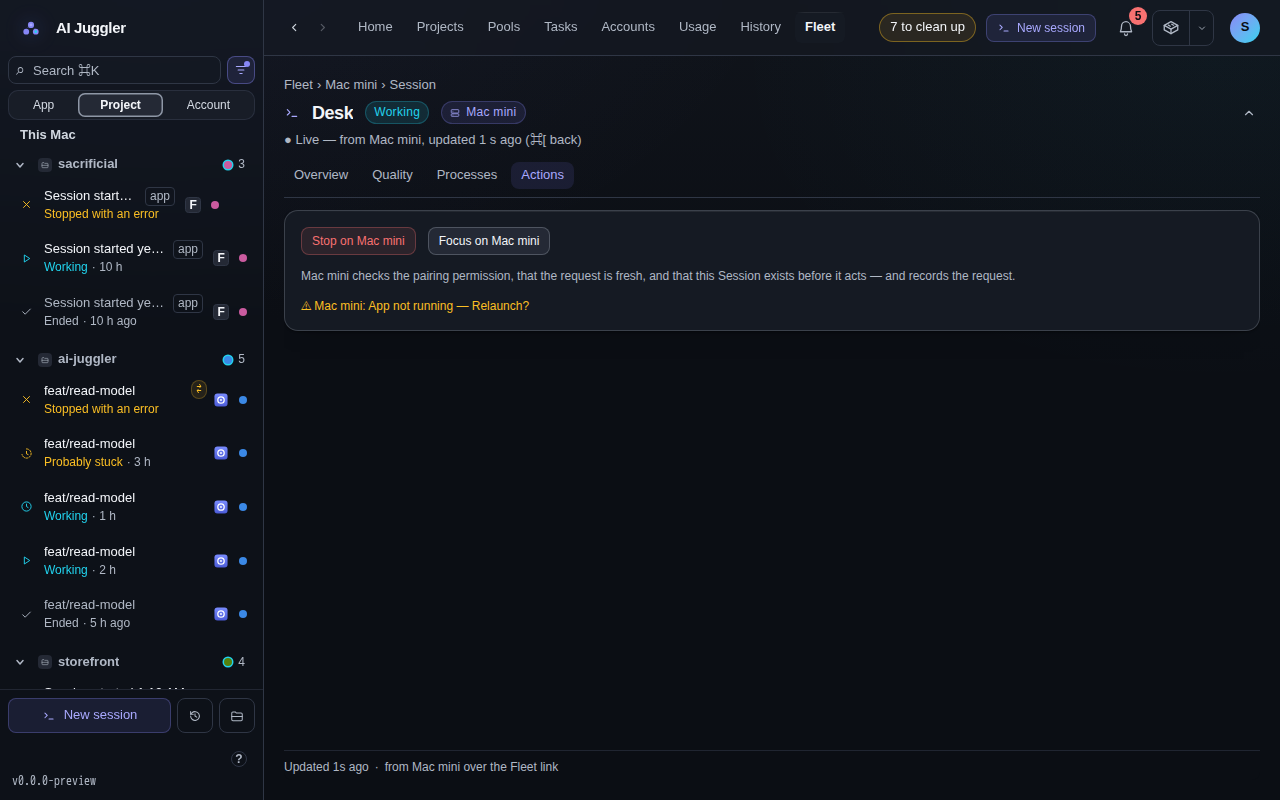 AI Juggler
Search ⌘K
App Project Account
This Mac
sacrificial 3
Session start… app F
Stopped with an error
Session started ye… app F
Working · 10 h
Session started ye… app F
Ended · 10 h ago
ai-juggler 5
feat/read-model
Stopped with an error
feat/read-model
Probably stuck · 3 h
feat/read-model
Working · 1 h
feat/read-model
Working · 2 h
feat/read-model
Ended · 5 h ago
storefront 4
New session
?
v0.0.0-preview
Home Projects Pools Tasks Accounts Usage History Fleet 7 to clean up New session 5 S
Fleet › Mac mini › Session
Desk Working Mac mini
● Live — from Mac mini, updated 1 s ago (⌘[ back)
Overview Quality Processes Actions
Stop on Mac mini Focus on Mac mini
Mac mini checks the pairing permission, that the request is fresh, and that this Session exists before it acts — and records the request.
⚠ Mac mini: App not running — Relaunch?
Updated 1s ago · from Mac mini over the Fleet link